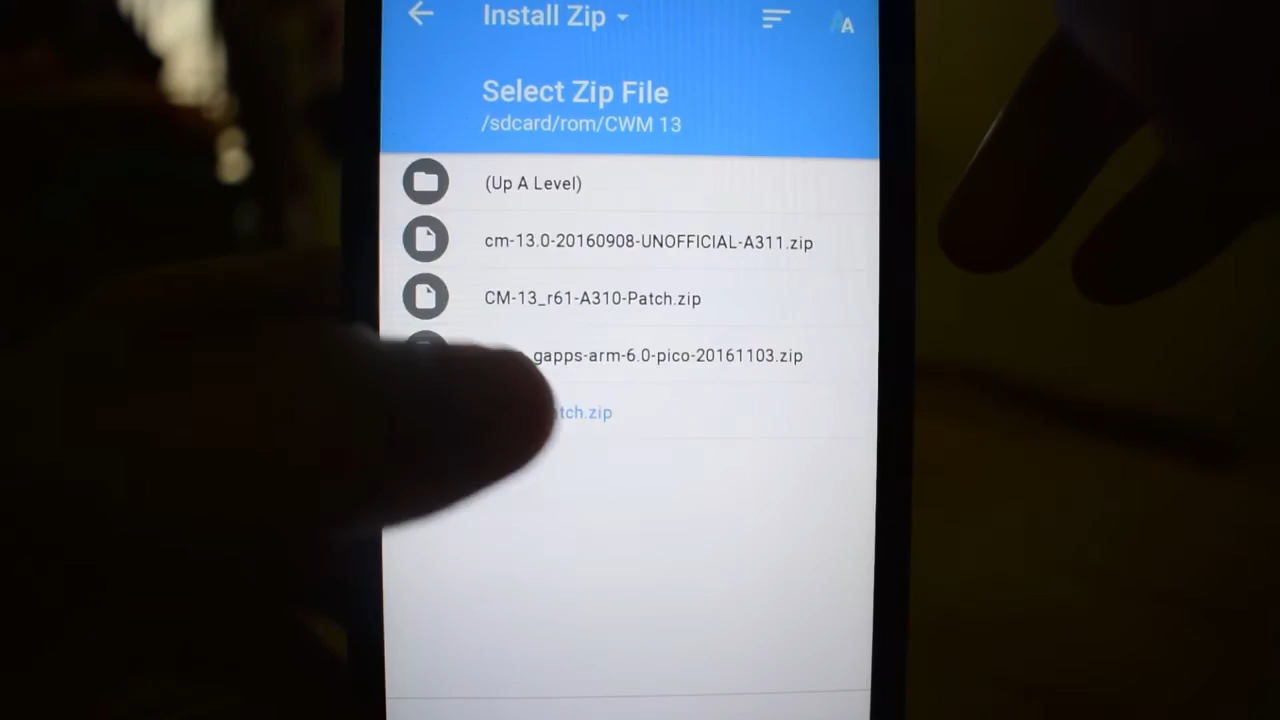 Install Zip
A
Select Zip File
/sdcard/rom/CWM 13
(Up A Level)
cm-13.0-20160908-UNOFFICIAL-A311.zip
CM-13_r61-A310-Patch.zip
gapps-arm-6.0-pico-20161103.zip
tch.zip